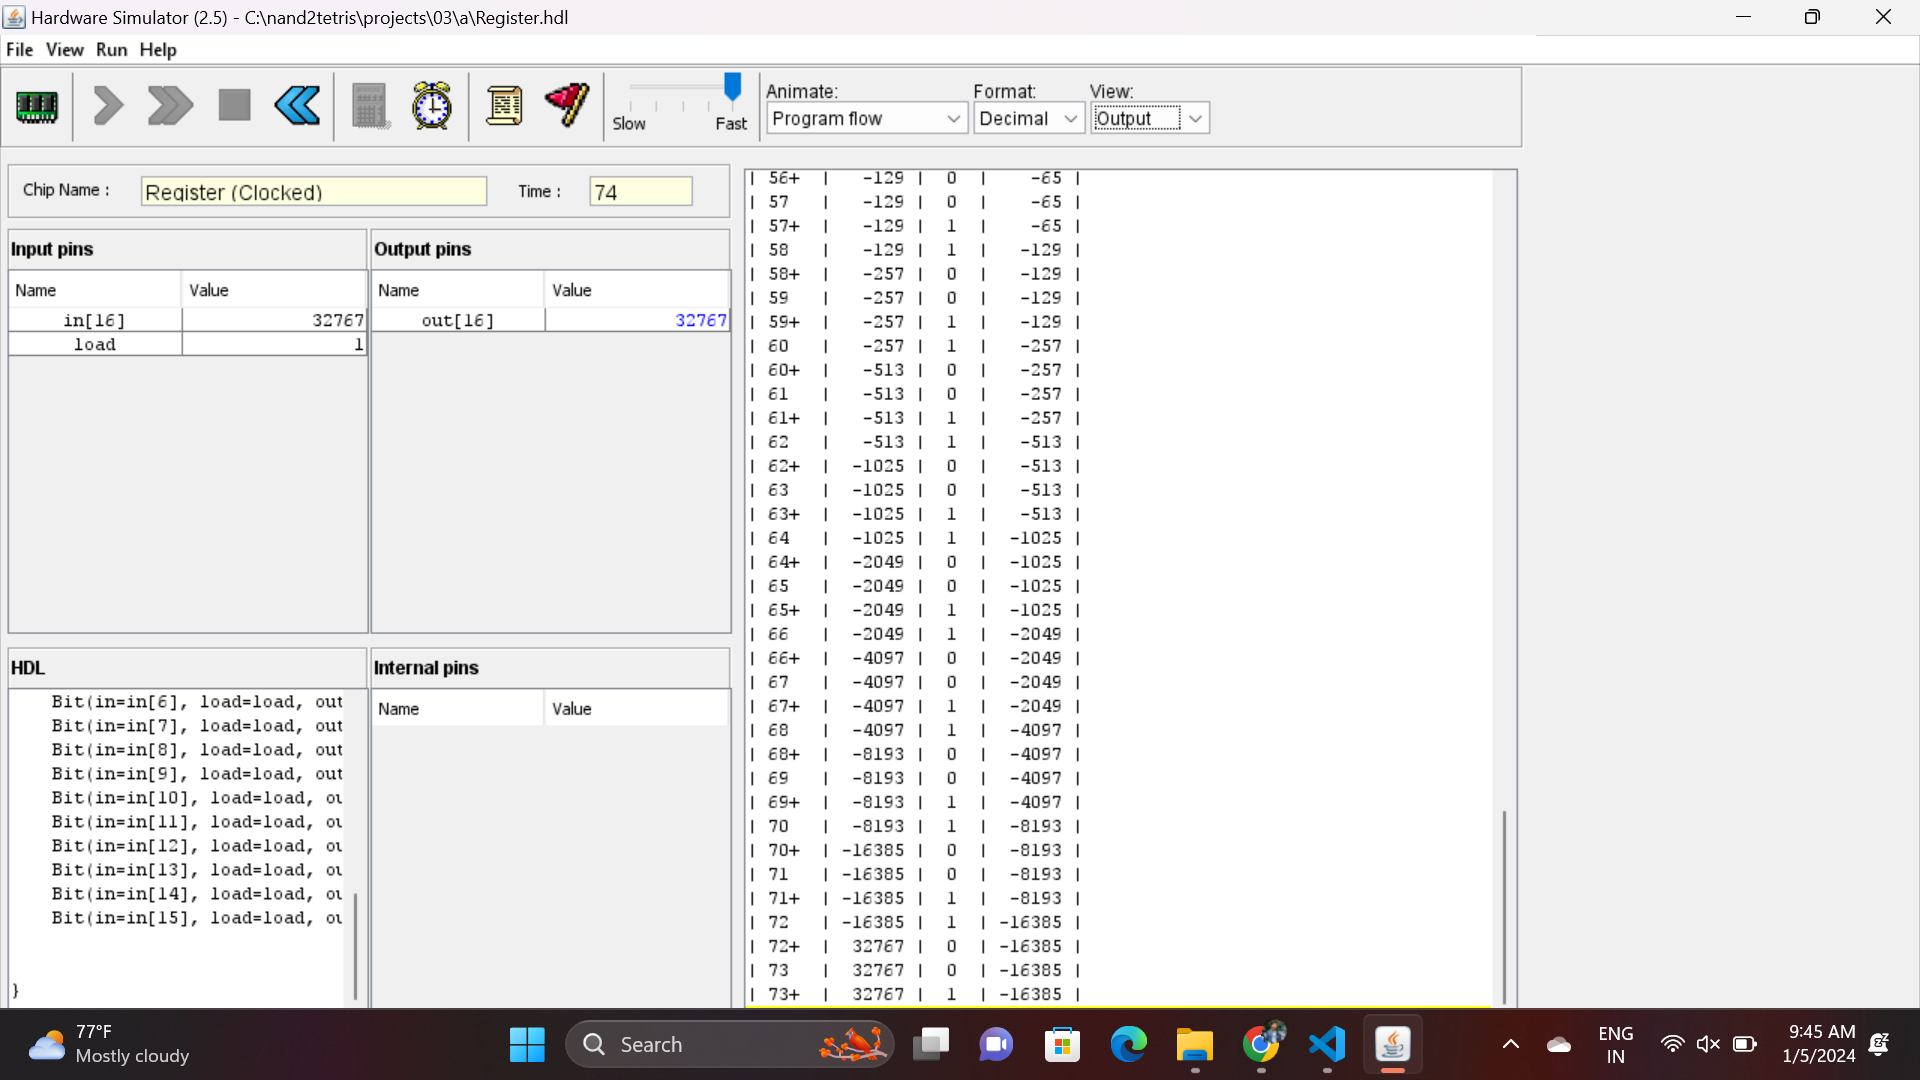 Hardware Simulator (2.5) - C:\nand2tetris\projects\03\a\Register.hdl
File View Run Help
Slow Fast
Animate: Format: View:
Program flow Decimal Output
Chip Name : Register (Clocked) Time : 74
Input pins
Name Value
in[16] 32767
load 1
Output pins
Name Value
out[16] 32767
HDL
Bit(in=in[6], load=load, out
Bit(in=in[7], load=load, out
Bit(in=in[8], load=load, out
Bit(in=in[9], load=load, out
Bit(in=in[10], load=load, ou
Bit(in=in[11], load=load, ou
Bit(in=in[12], load=load, ou
Bit(in=in[13], load=load, ou
Bit(in=in[14], load=load, ou
Bit(in=in[15], load=load, ou
}
Internal pins
Name Value
| 56+ | -129 | 0 | -65 |
| 57 | -129 | 0 | -65 |
| 57+ | -129 | 1 | -65 |
| 58 | -129 | 1 | -129 |
| 58+ | -257 | 0 | -129 |
| 59 | -257 | 0 | -129 |
| 59+ | -257 | 1 | -129 |
| 60 | -257 | 1 | -257 |
| 60+ | -513 | 0 | -257 |
| 61 | -513 | 0 | -257 |
| 61+ | -513 | 1 | -257 |
| 62 | -513 | 1 | -513 |
| 62+ | -1025 | 0 | -513 |
| 63 | -1025 | 0 | -513 |
| 63+ | -1025 | 1 | -513 |
| 64 | -1025 | 1 | -1025 |
| 64+ | -2049 | 0 | -1025 |
| 65 | -2049 | 0 | -1025 |
| 65+ | -2049 | 1 | -1025 |
| 66 | -2049 | 1 | -2049 |
| 66+ | -4097 | 0 | -2049 |
| 67 | -4097 | 0 | -2049 |
| 67+ | -4097 | 1 | -2049 |
| 68 | -4097 | 1 | -4097 |
| 68+ | -8193 | 0 | -4097 |
| 69 | -8193 | 0 | -4097 |
| 69+ | -8193 | 1 | -4097 |
| 70 | -8193 | 1 | -8193 |
| 70+ | -16385 | 0 | -8193 |
| 71 | -16385 | 0 | -8193 |
| 71+ | -16385 | 1 | -8193 |
| 72 | -16385 | 1 | -16385 |
| 72+ | 32767 | 0 | -16385 |
| 73 | 32767 | 0 | -16385 |
| 73+ | 32767 | 1 | -16385 |
77°F
Mostly cloudy
Search
ENG
IN
9:45 AM
1/5/2024